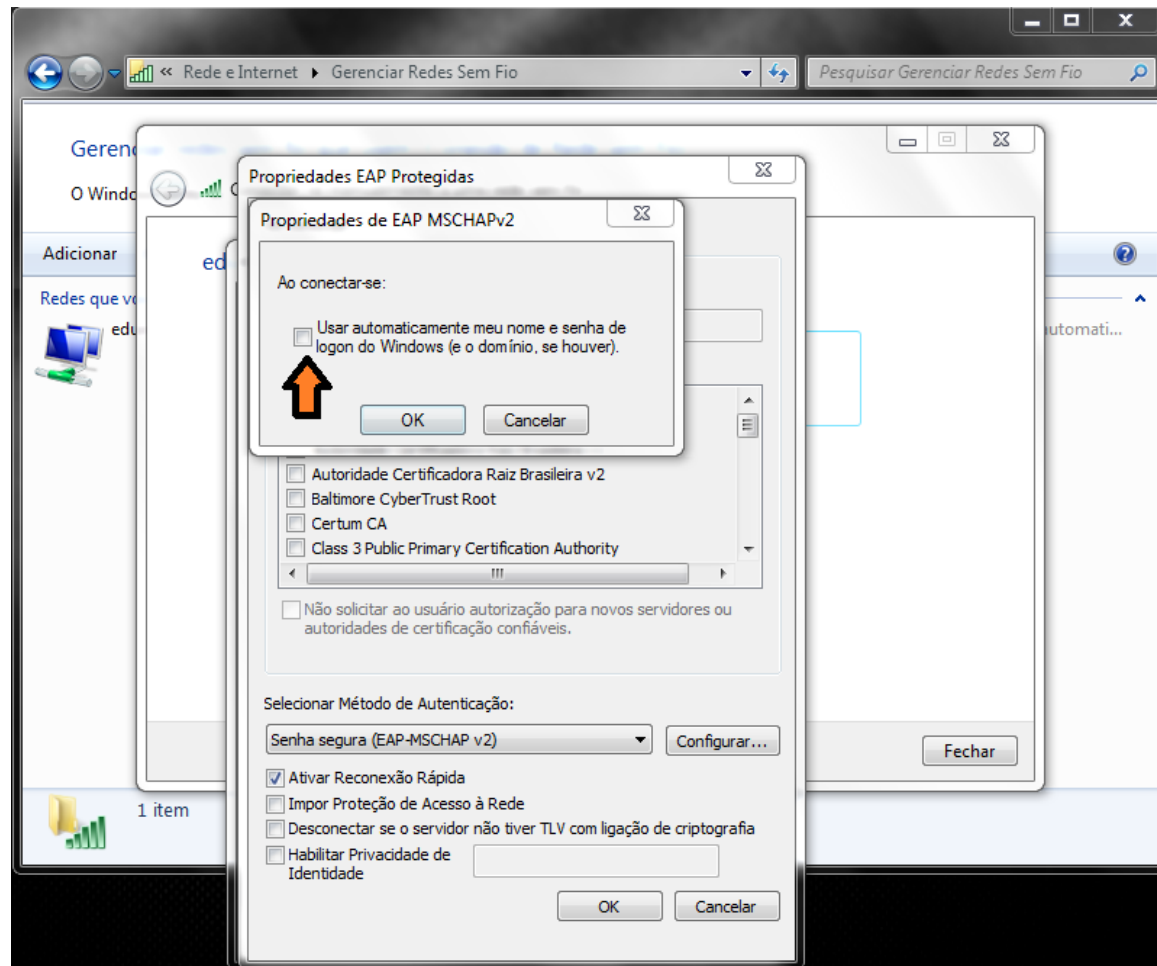 « Rede e Internet ▸ Gerenciar Redes Sem Fio
Pesquisar Gerenciar Redes Sem Fio
Geren
O Windo
Propriedades EAP Protegidas
Propriedades de EAP MSCHAPv2
Adicionar
ed
Ao conectar-se:
Redes que vo
edu
Usar automaticamente meu nome e senha de
logon do Windows (e o domínio, se houver).
utomati...
OK
Cancelar
Autoridade Certificadora Raiz Brasileira v2
Baltimore CyberTrust Root
Certum CA
Class 3 Public Primary Certification Authority
Não solicitar ao usuário autorização para novos servidores ou
autoridades de certificação confiáveis.
Selecionar Método de Autenticação:
Senha segura (EAP-MSCHAP v2)
Configurar...
Fechar
Ativar Reconexão Rápida
Impor Proteção de Acesso à Rede
Desconectar se o servidor não tiver TLV com ligação de criptografia
Habilitar Privacidade de
Identidade
1 item
OK
Cancelar